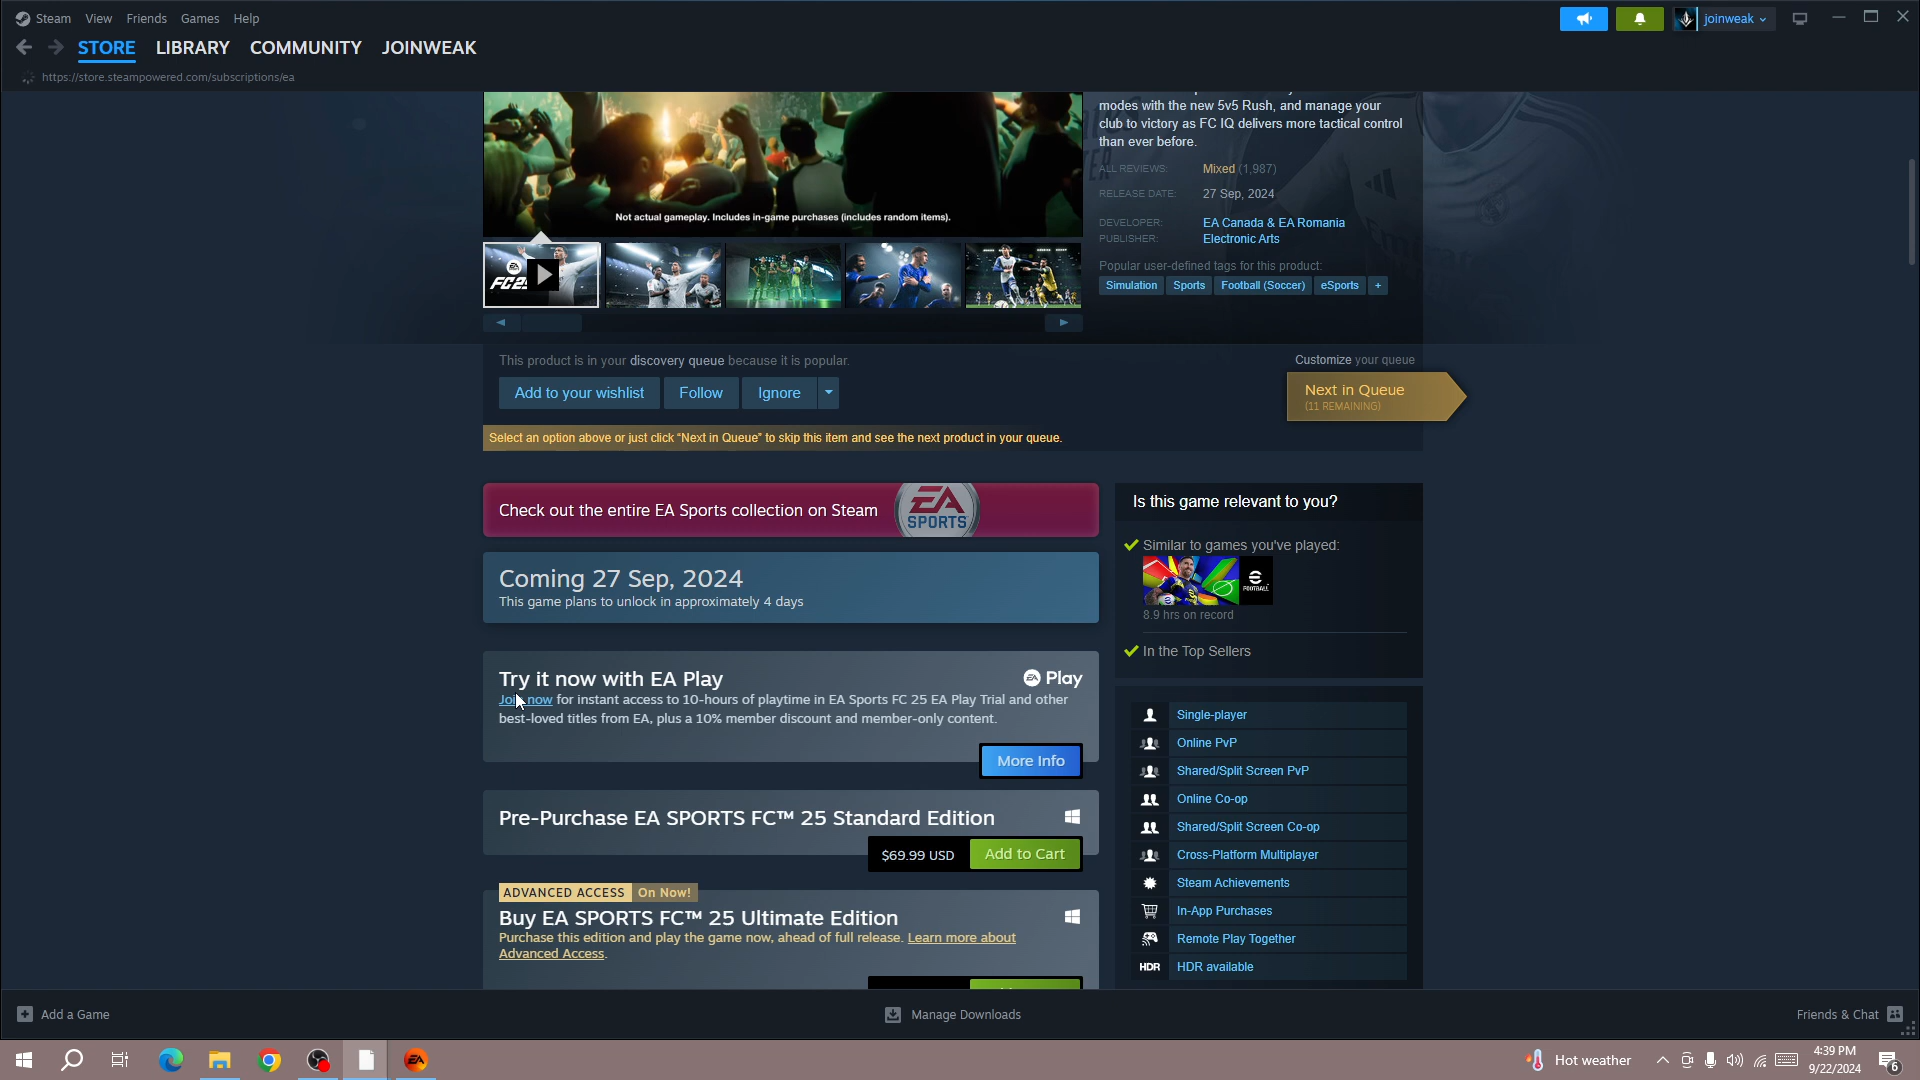 Steam View Friends Games Help
joinweak
STORE LIBRARY COMMUNITY JOINWEAK
https://store.steampowered.com/subscriptions/ea
modes with the new 5v5 Rush, and manage your
club to victory as FC IQ delivers more tactical control
than ever before.
Not actual gameplay. Includes in-game purchases (includes random items).
ALL REVIEWS: Mixed (1,987)
RELEASE DATE: 27 Sep, 2024
DEVELOPER: EA Canada & EA Romania
PUBLISHER: Electronic Arts
Popular user-defined tags for this product:
Simulation Sports Football (Soccer) eSports +
This product is in your discovery queue because it is popular.
Customize your queue
Add to your wishlist Follow Ignore
Next in Queue
(11 REMAINING)
Select an option above or just click "Next in Queue" to skip this item and see the next product in your queue.
Check out the entire EA Sports collection on Steam
EA
SPORTS
Coming 27 Sep, 2024
This game plans to unlock in approximately 4 days
Try it now with EA Play
EA Play
Join now for instant access to 10-hours of playtime in EA Sports FC 25 EA Play Trial and other
best-loved titles from EA, plus a 10% member discount and member-only content.
More Info
Pre-Purchase EA SPORTS FC™ 25 Standard Edition
$69.99 USD Add to Cart
ADVANCED ACCESS On Now!
Buy EA SPORTS FC™ 25 Ultimate Edition
Purchase this edition and play the game now, ahead of full release. Learn more about
Advanced Access.
Is this game relevant to you?
Similar to games you've played:
FOOTBALL
8.9 hrs on record
In the Top Sellers
Single-player
Online PvP
Shared/Split Screen PvP
Online Co-op
Shared/Split Screen Co-op
Cross-Platform Multiplayer
Steam Achievements
In-App Purchases
Remote Play Together
HDR HDR available
Add a Game
Manage Downloads
Friends & Chat
EA
Hot weather
4:39 PM
9/22/2024
6